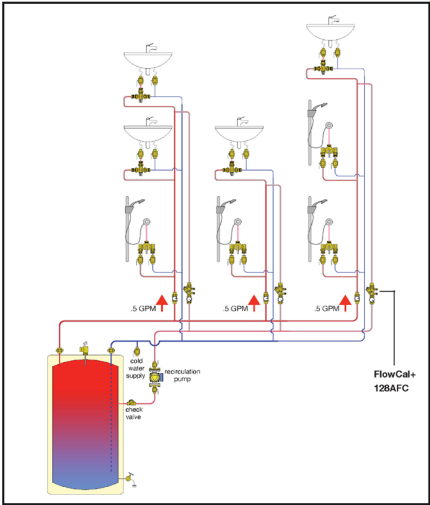 .5 GPM
.5 GPM
.5 GPM
cold
water
supply
recirculation
pump
check
valve
FlowCal+
128AFC